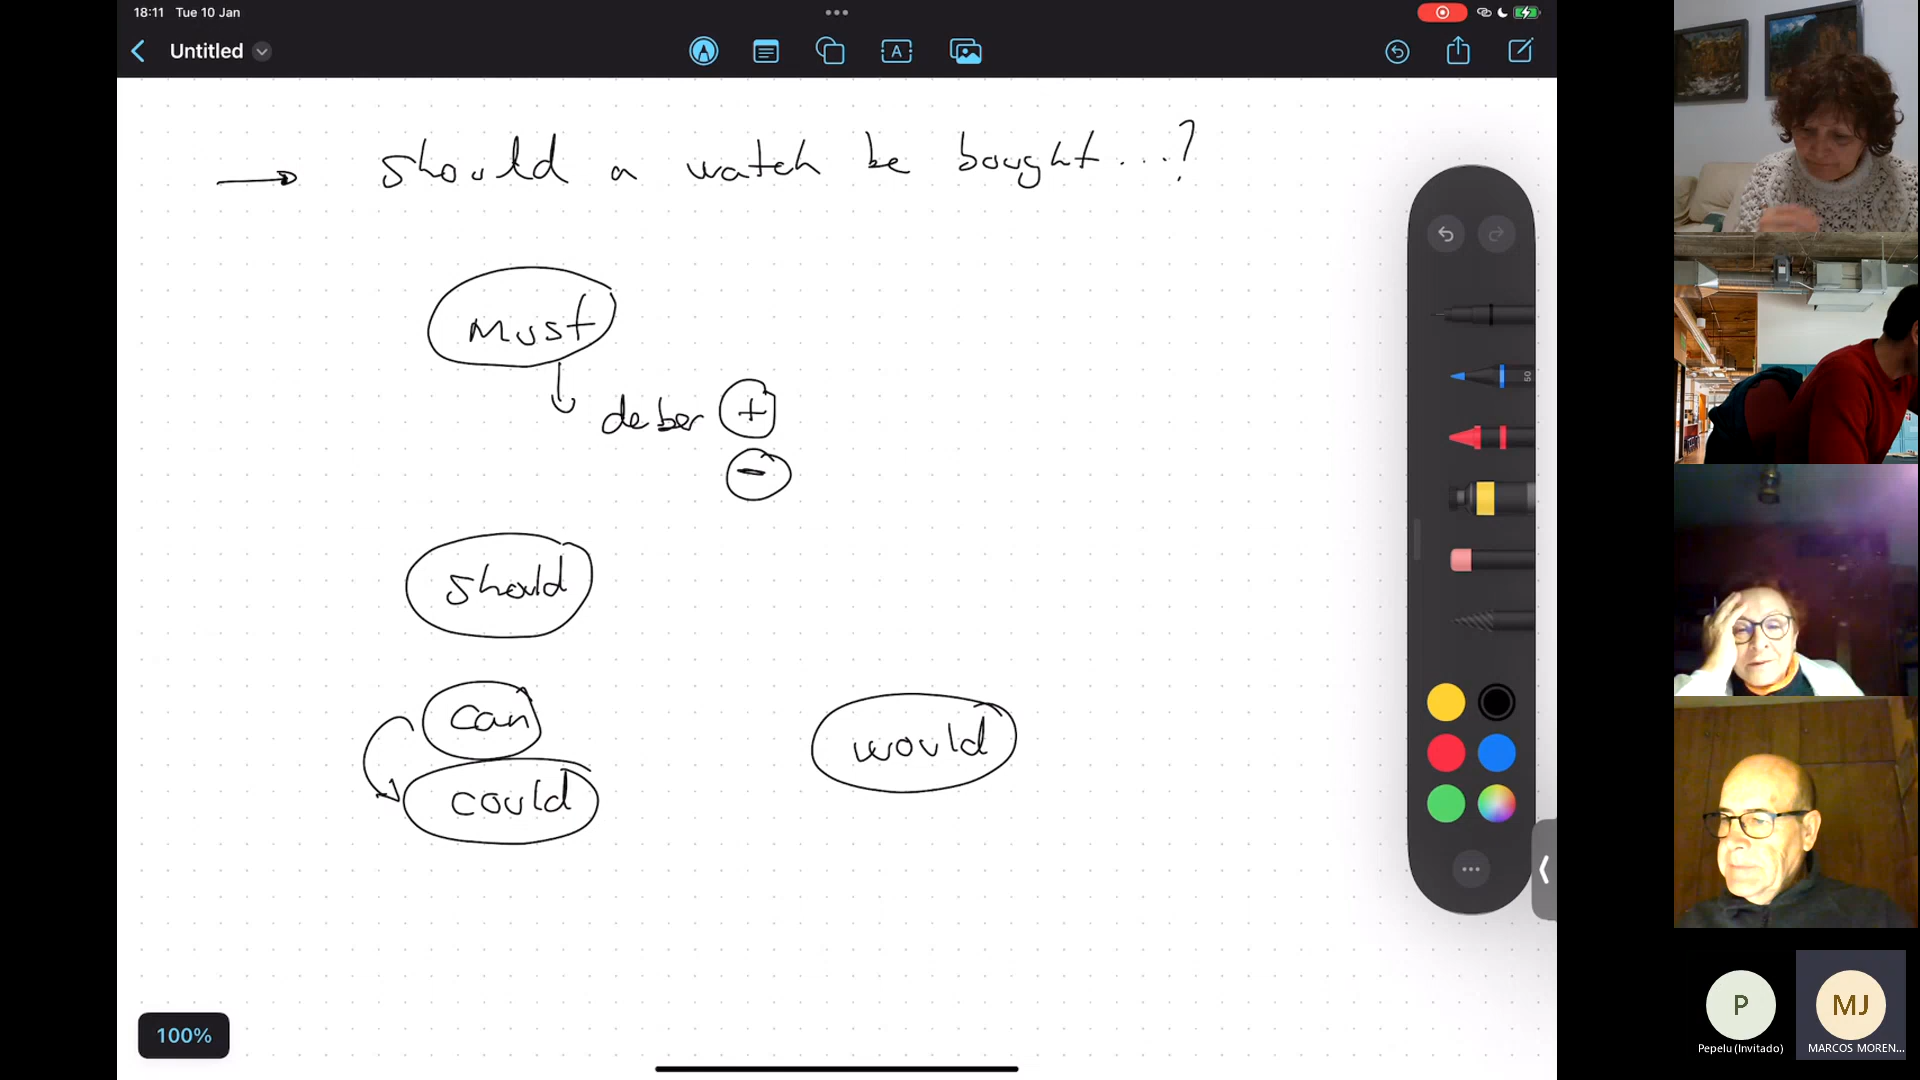 18:11 Tue 10 Jan
Untitled
A
should a watch be bought...?
Must
deber +
-
should
can
would
could
50
100%
P
MJ
Pepelu (Invitado)
MARCOS MOREN...